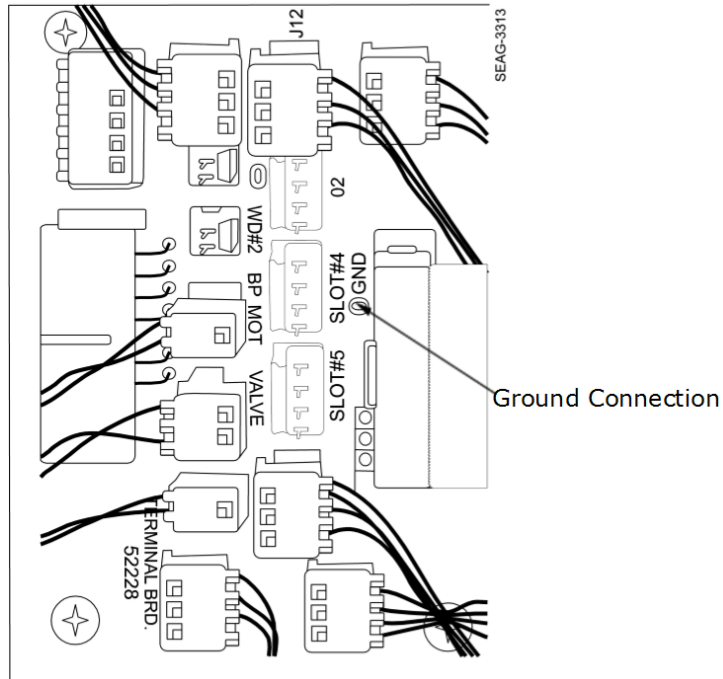 J12
SEAG-3313
02
WD#2
SLOT#4
GND
BP MOT
SLOT#5
VALVE
Ground Connection
TERMINAL BRD.
52228